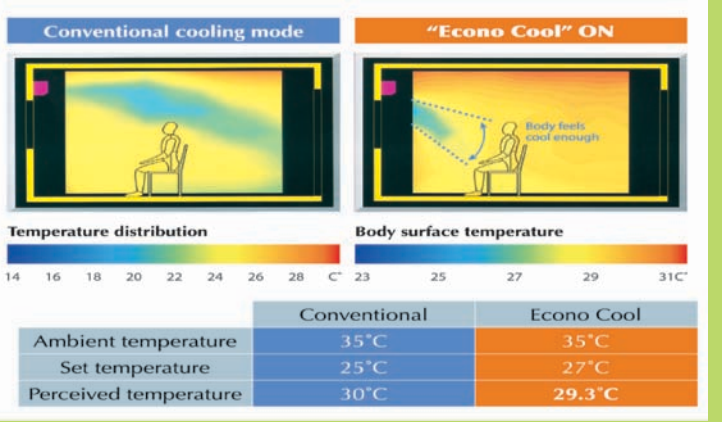 Conventional cooling mode
“Econo Cool” ON
Body feels
cool enough
Temperature distribution
Body surface temperature
14 16 18 20 22 24 26 28 C˚
23 25 27 29 31C˚
Conventional Econo Cool
Ambient temperature 35˚C 35˚C
Set temperature 25˚C 27˚C
Perceived temperature 30˚C 29.3˚C